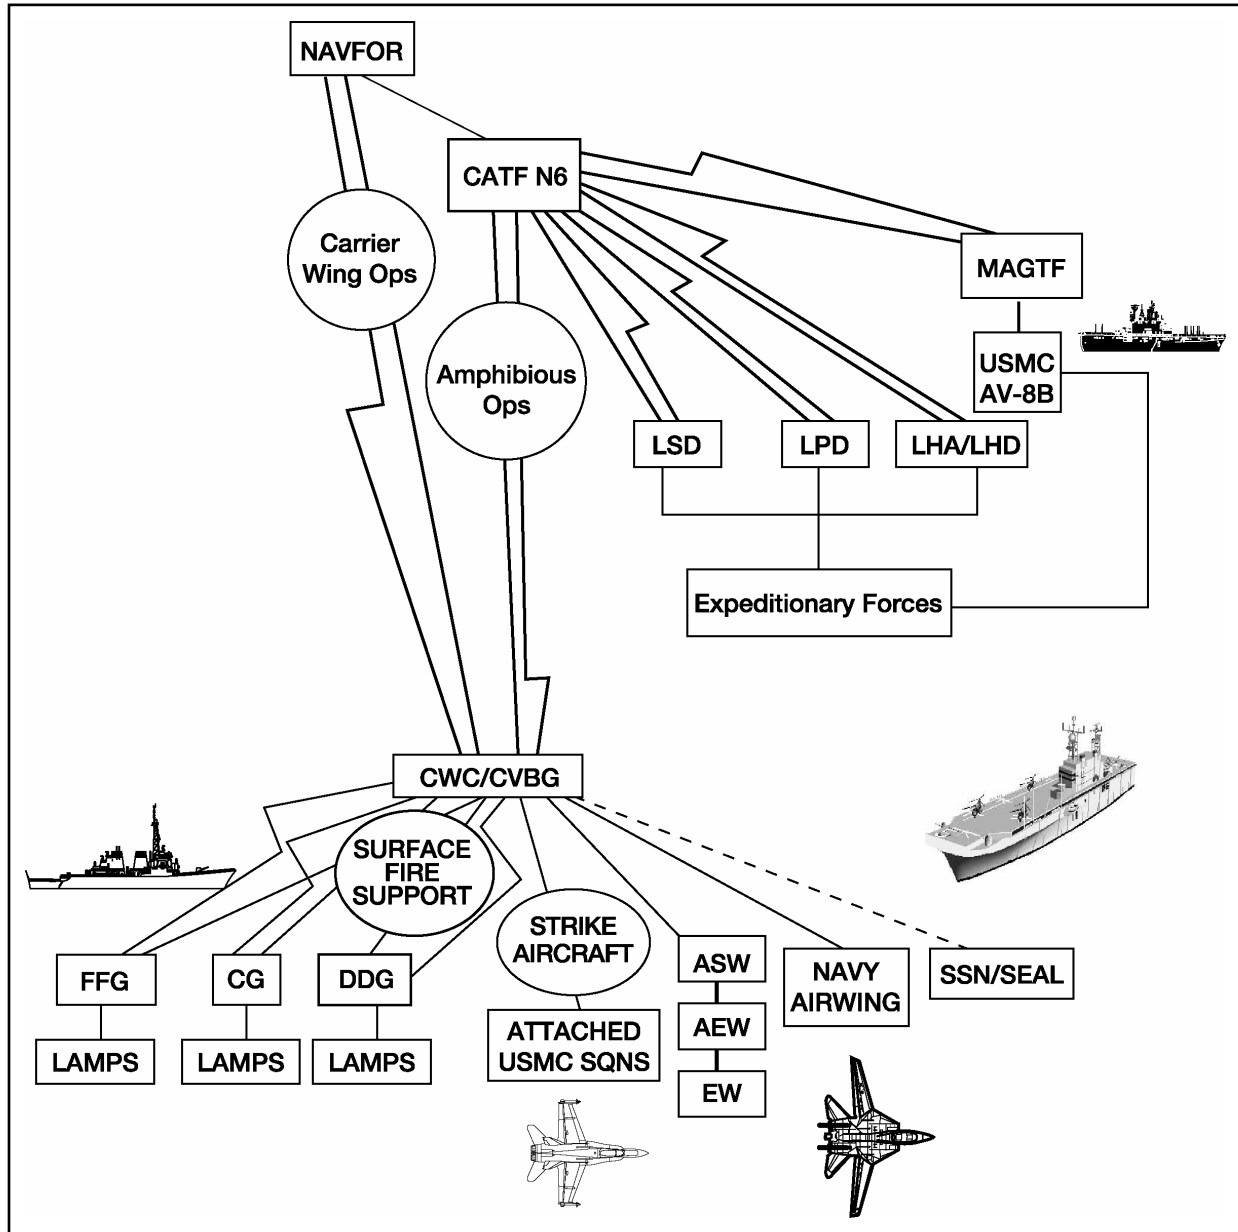 NAVFOR
CATF N6
Carrier
Wing Ops
MAGTF
Amphibious
Ops
USMC
AV-8B
LSD
LPD
LHA/LHD
Expeditionary Forces
CWC/CVBG
SURFACE
FIRE
SUPPORT
STRIKE
AIRCRAFT
FFG
CG
DDG
ASW
NAVY
AIRWING
SSN/SEAL
LAMPS
LAMPS
LAMPS
ATTACHED
USMC SQNS
AEW
EW